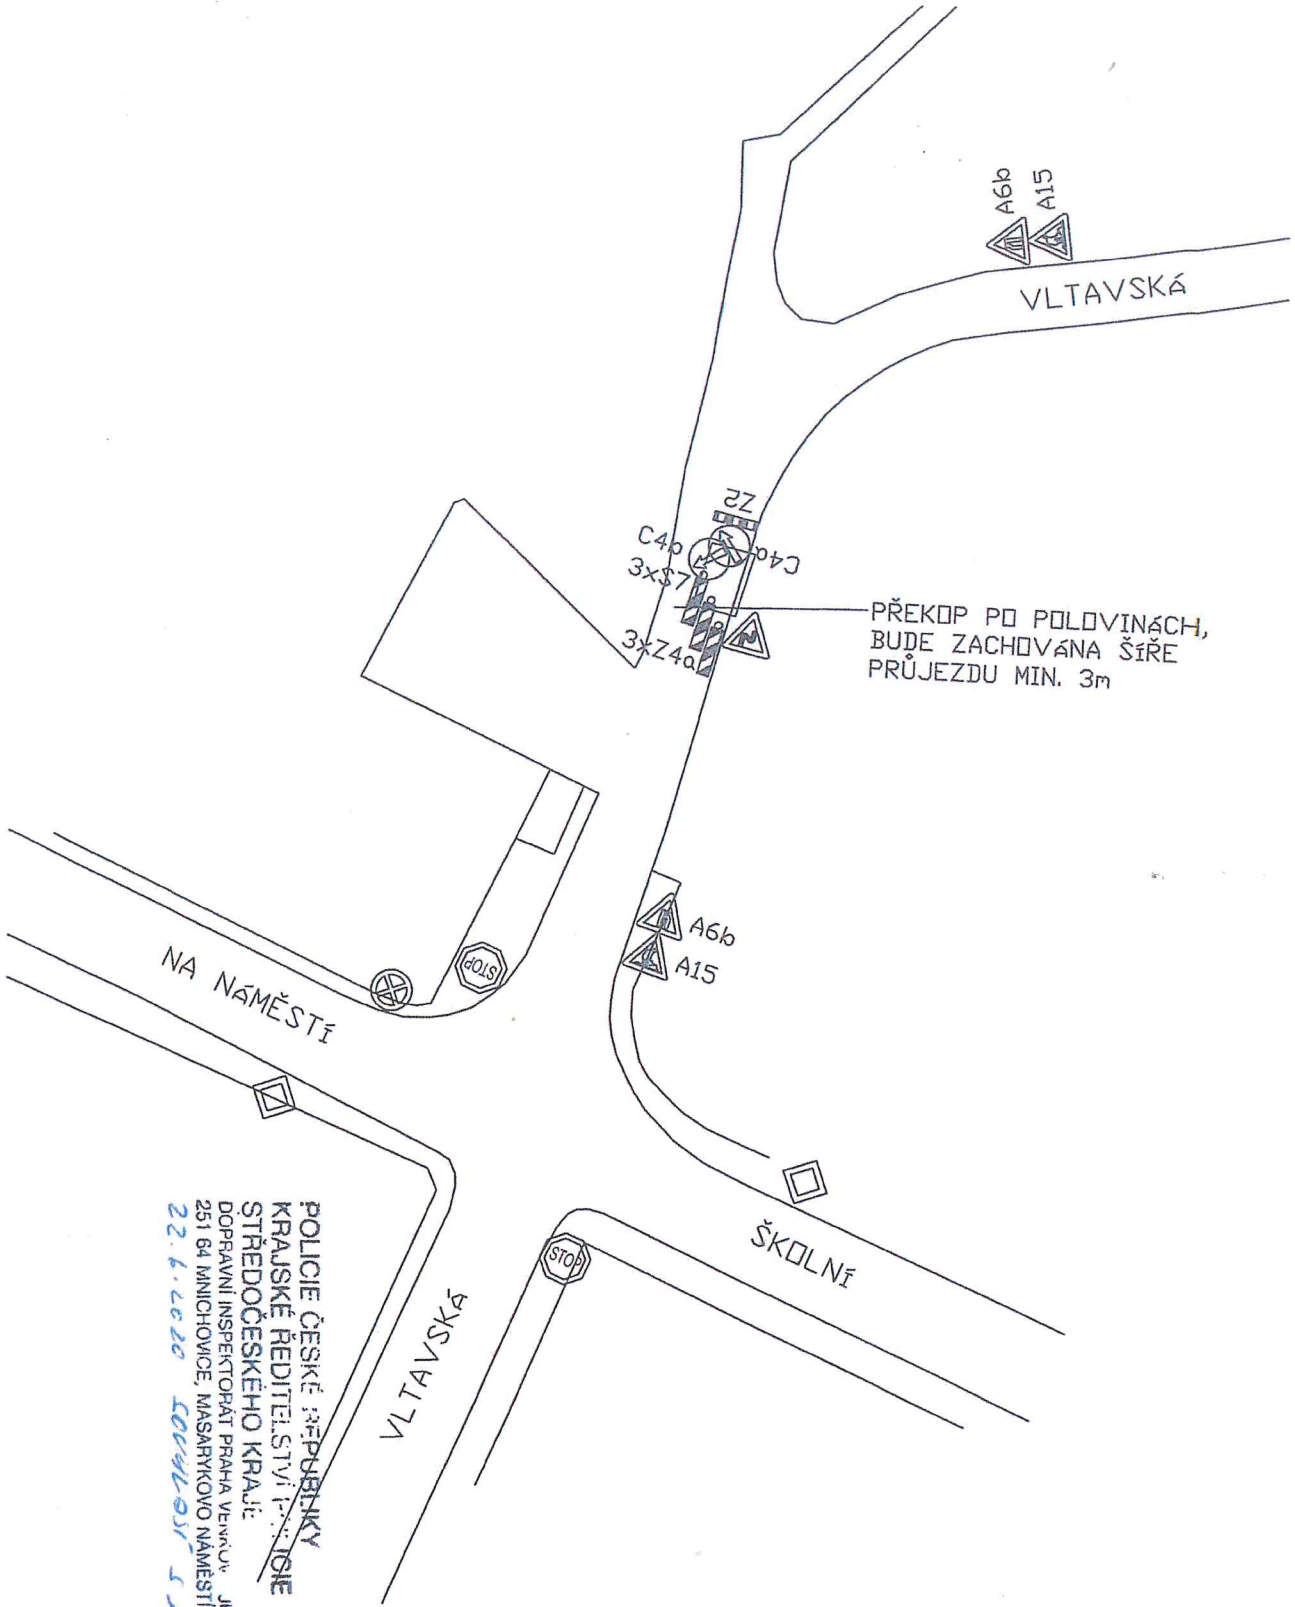 A6b
A15
VLTAVSKÁ
Z2
C4b
C4a
3xS7
3xZ4a
PŘEKOP PO POLOVINÁCH,
BUDE ZACHOVÁNA ŠÍŘE
PRŮJEZDU MIN. 3m
A6b
A15
STOP
NA NÁMĚSTÍ
STOP
ŠKOLNÍ
VLTAVSKÁ
POLICIE ČESKÉ REPUBLIKY
KRAJSKÉ ŘEDITELSTVÍ
STŘEDOČESKÉHO KRAJE
DOPRAVNÍ INSPEKTORÁT PRAHA
251 64 MNICHOVICE, MASARYKOVO NÁMĚSTÍ
22.6.2020